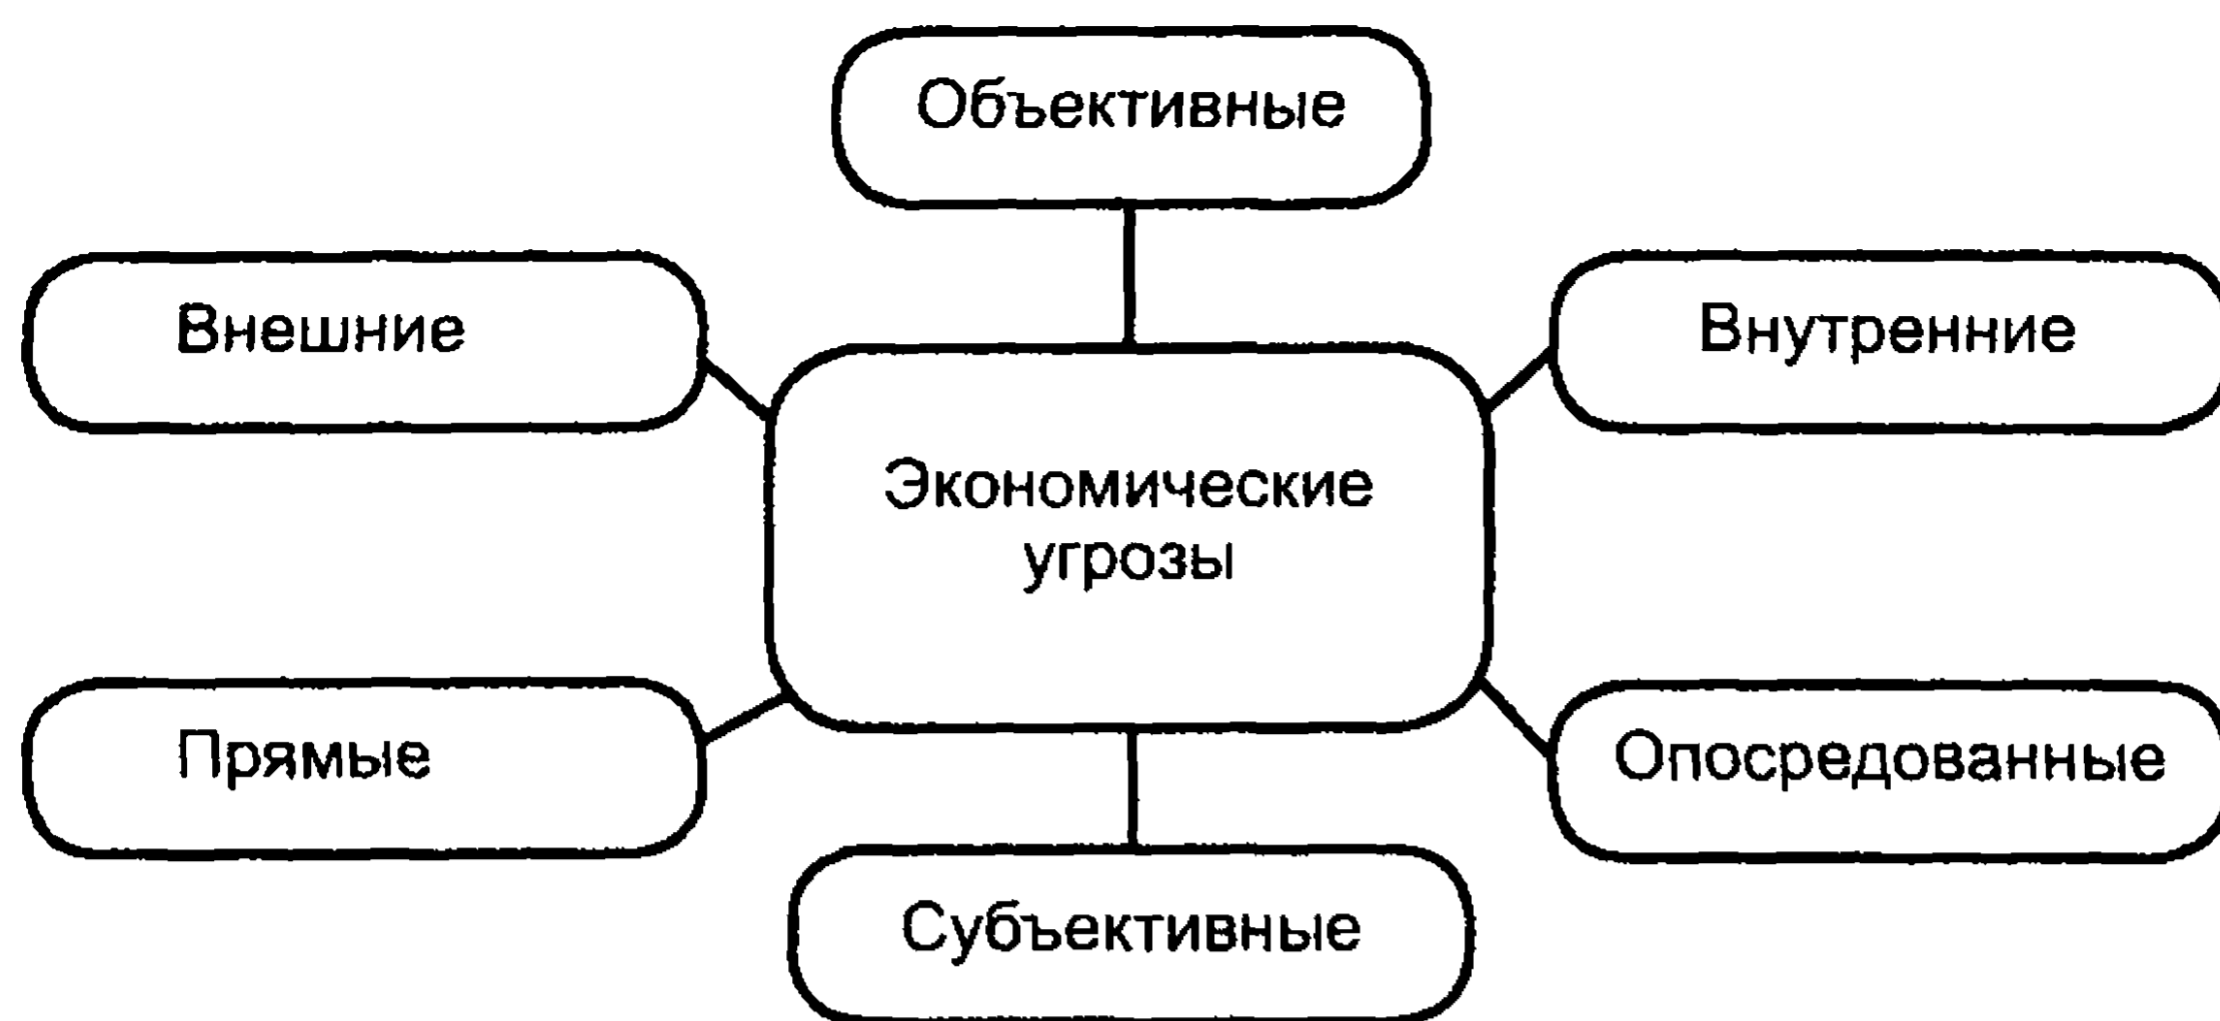 Объективные
Внешние
Внутренние
Экономические
угрозы
Прямые
Опосредованные
Субъективные